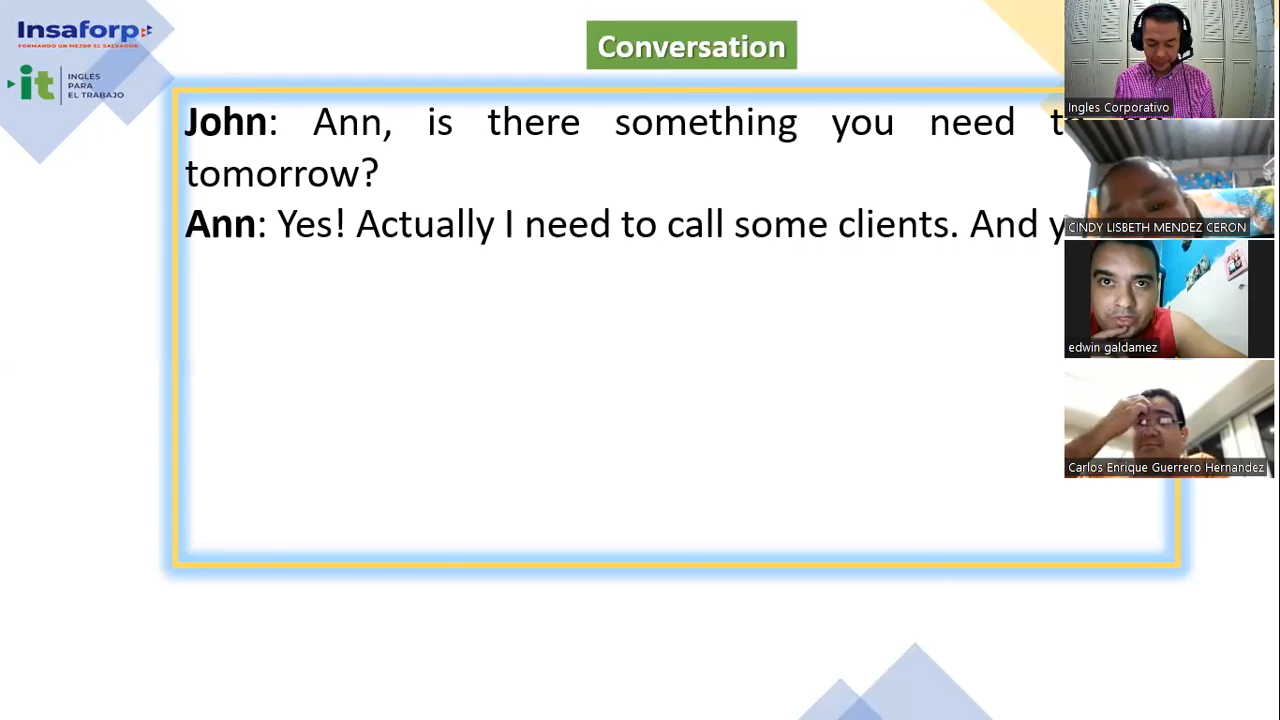 Insaforp
FORMANDO UN MEJOR EL SALVADOR
it
INGLÉS
PARA
EL TRABAJO
Conversation
John: Ann, is there something you need
tomorrow?
Ann: Yes! Actually I need to call some clients. And
Ingles Corporativo
CINDY LISBETH MENDEZ CERON
edwin galdamez
Carlos Enrique Guerrero Hernandez